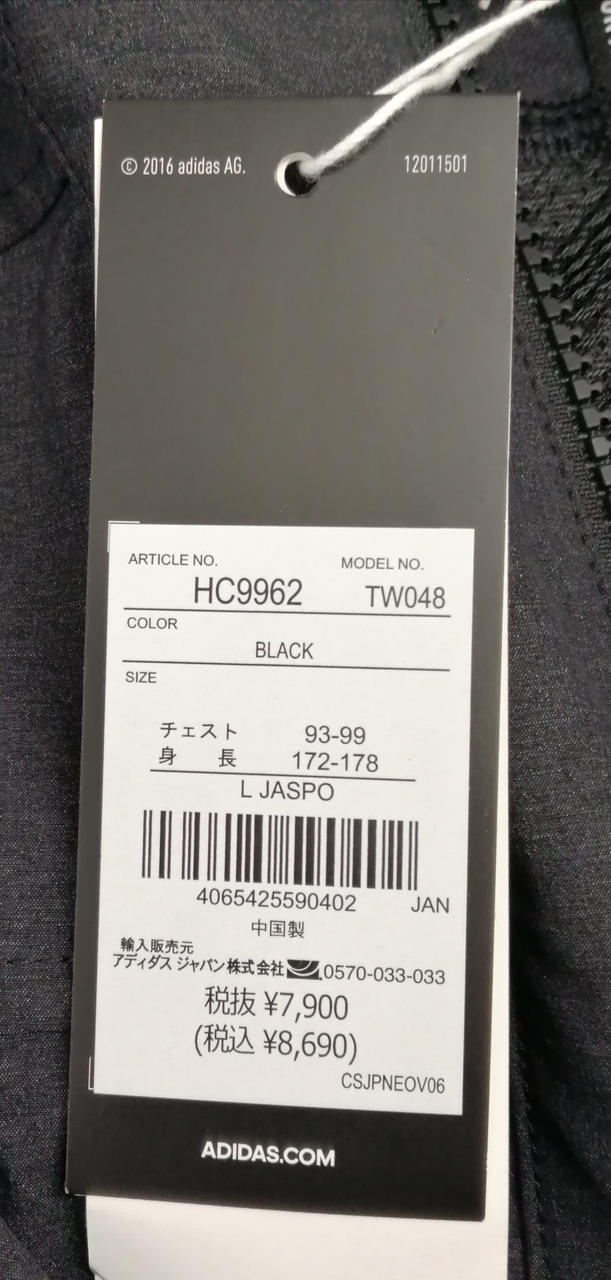 © 2016 adidas AG. 12011501
ARTICLE NO. MODEL NO.
HC9962 TW048
COLOR
BLACK
SIZE
チェスト 93-99
身 長 172-178
L JASPO
4065425590402 JAN
中国製
輸入販売元
アディダス ジャパン株式会社 0570-033-033
税抜 ¥7,900
(税込 ¥8,690)
CSJPNEOV06
ADIDAS.COM